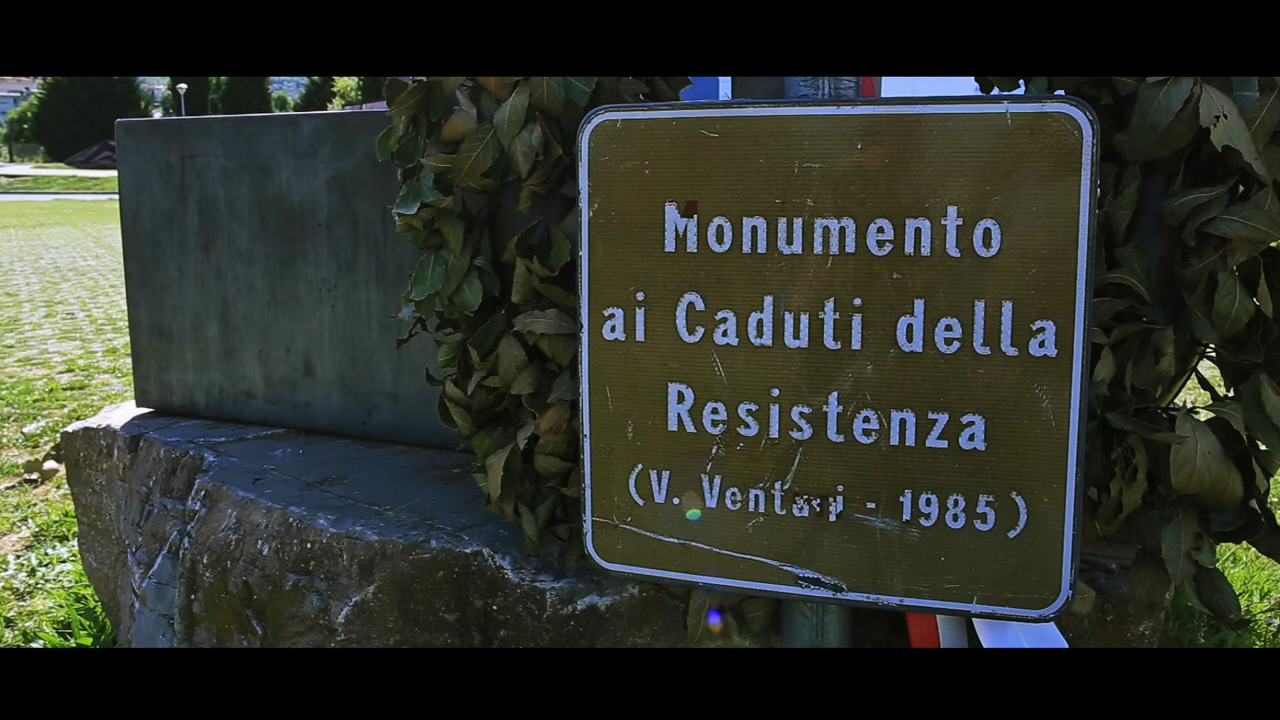 Monumento
ai Caduti della
Resistenza
(V. Venturi - 1985)